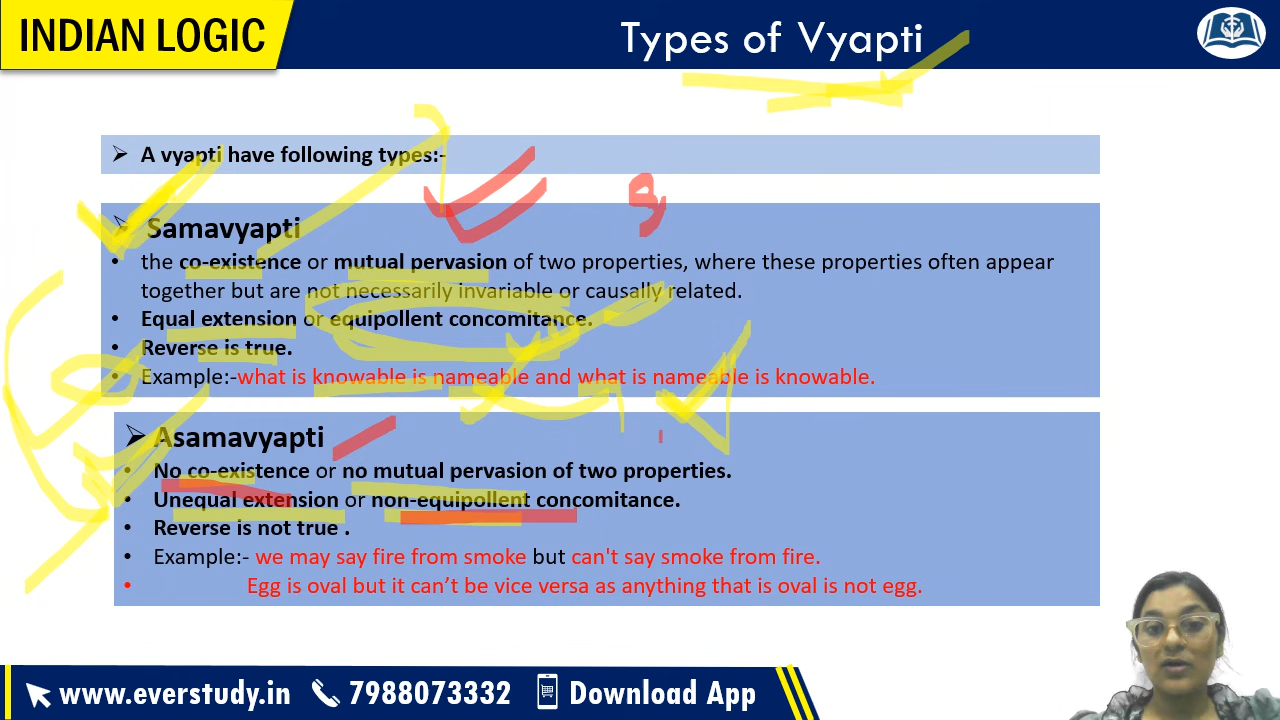 INDIAN LOGIC
Types of Vyapti
➢ A vyapti have following types:-
➢ Samavyapti
• the co-existence or mutual pervasion of two properties, where these properties often appear
together but are not necessarily invariable or causally related.
• Equal extension or equipollent concomitance.
• Reverse is true.
• Example:-what is knowable is nameable and what is nameable is knowable.
➢ Asamavyapti
• No co-existence or no mutual pervasion of two properties.
• Unequal extension or non-equipollent concomitance.
• Reverse is not true .
• Example:- we may say fire from smoke but can't say smoke from fire.
• Egg is oval but it can’t be vice versa as anything that is oval is not egg.
www.everstudy.in 7988073332 Download App